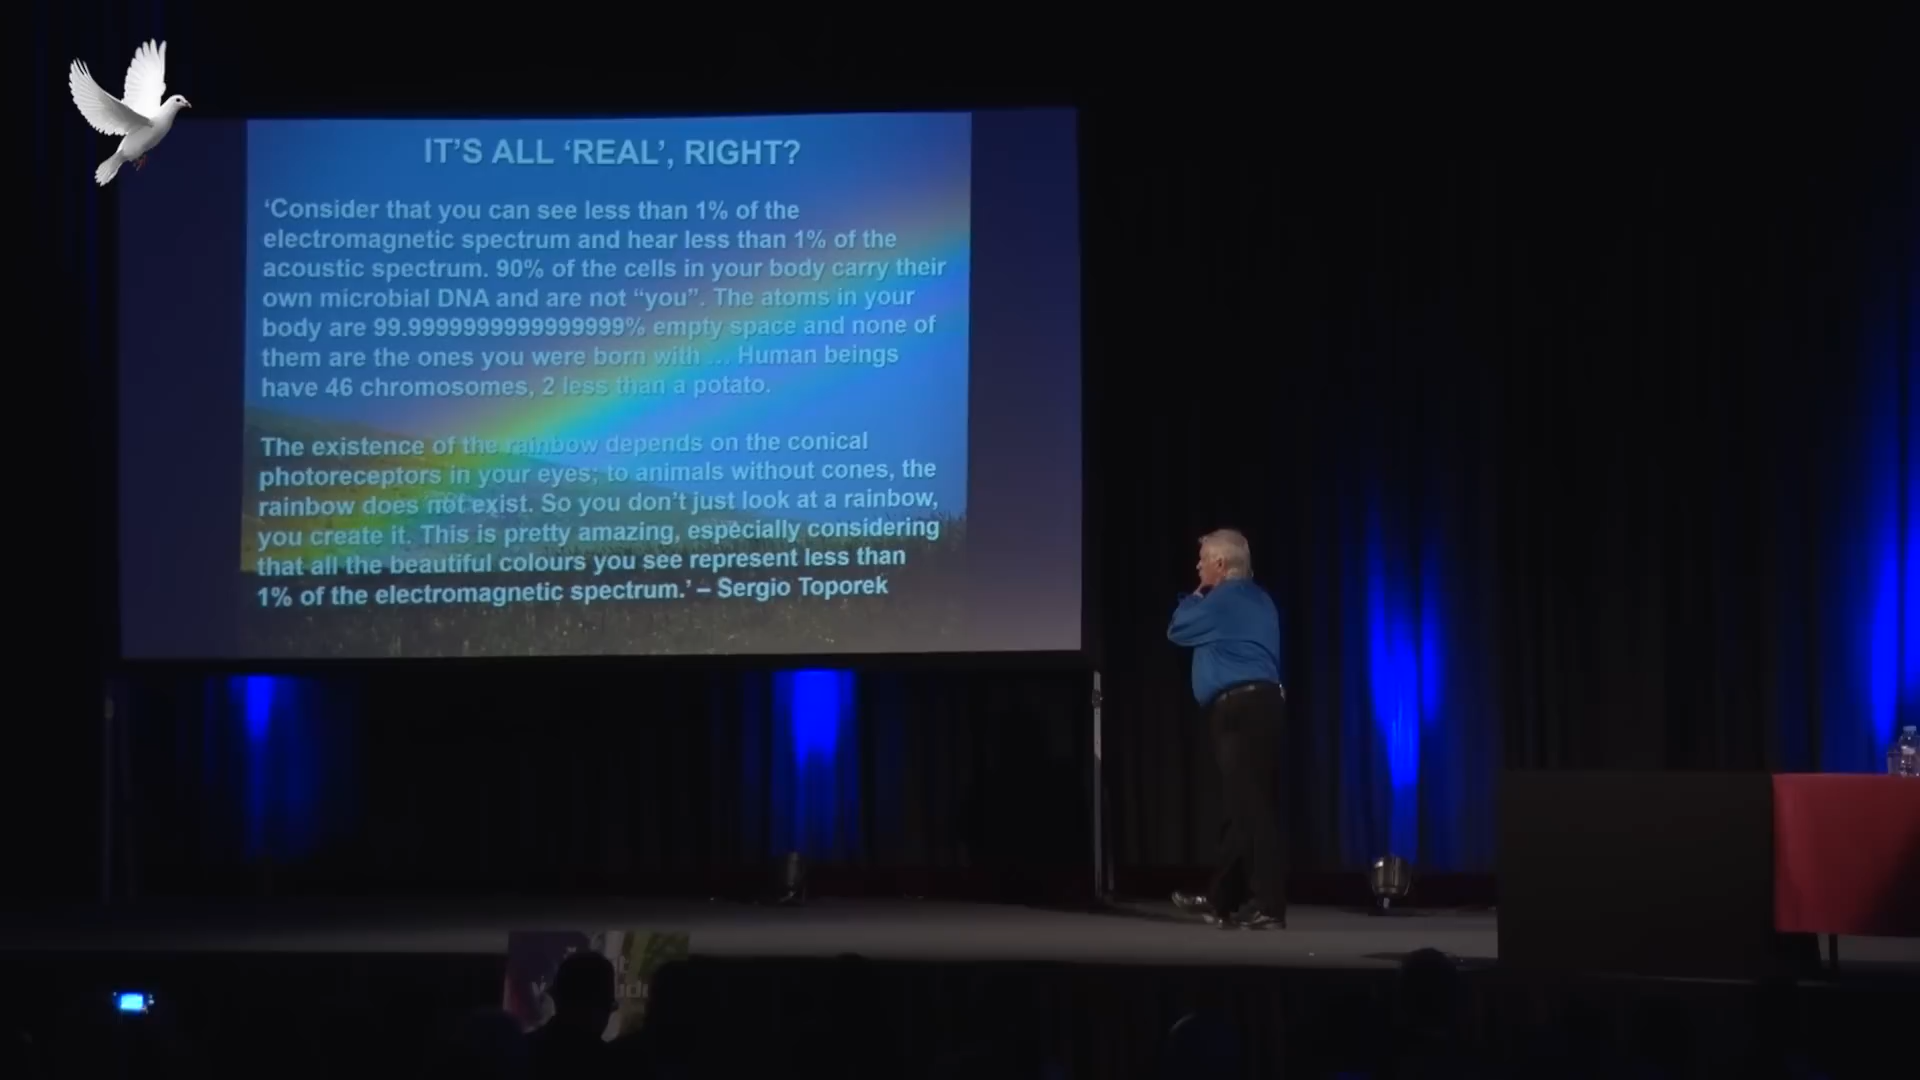 IT’S ALL ‘REAL’, RIGHT?
‘Consider that you can see less than 1% of the
electromagnetic spectrum and hear less than 1% of the
acoustic spectrum. 90% of the cells in your body carry their
own microbial DNA and are not “you”. The atoms in your
body are 99.9999999999999999% empty space and none of
them are the ones you were born with ... Human beings
have 46 chromosomes, 2 less than a potato.
The existence of the rainbow depends on the conical
photoreceptors in your eyes; to animals without cones, the
rainbow does not exist. So you don’t just look at a rainbow,
you create it. This is pretty amazing, especially considering
that all the beautiful colours you see represent less than
1% of the electromagnetic spectrum.’ – Sergio Toporek